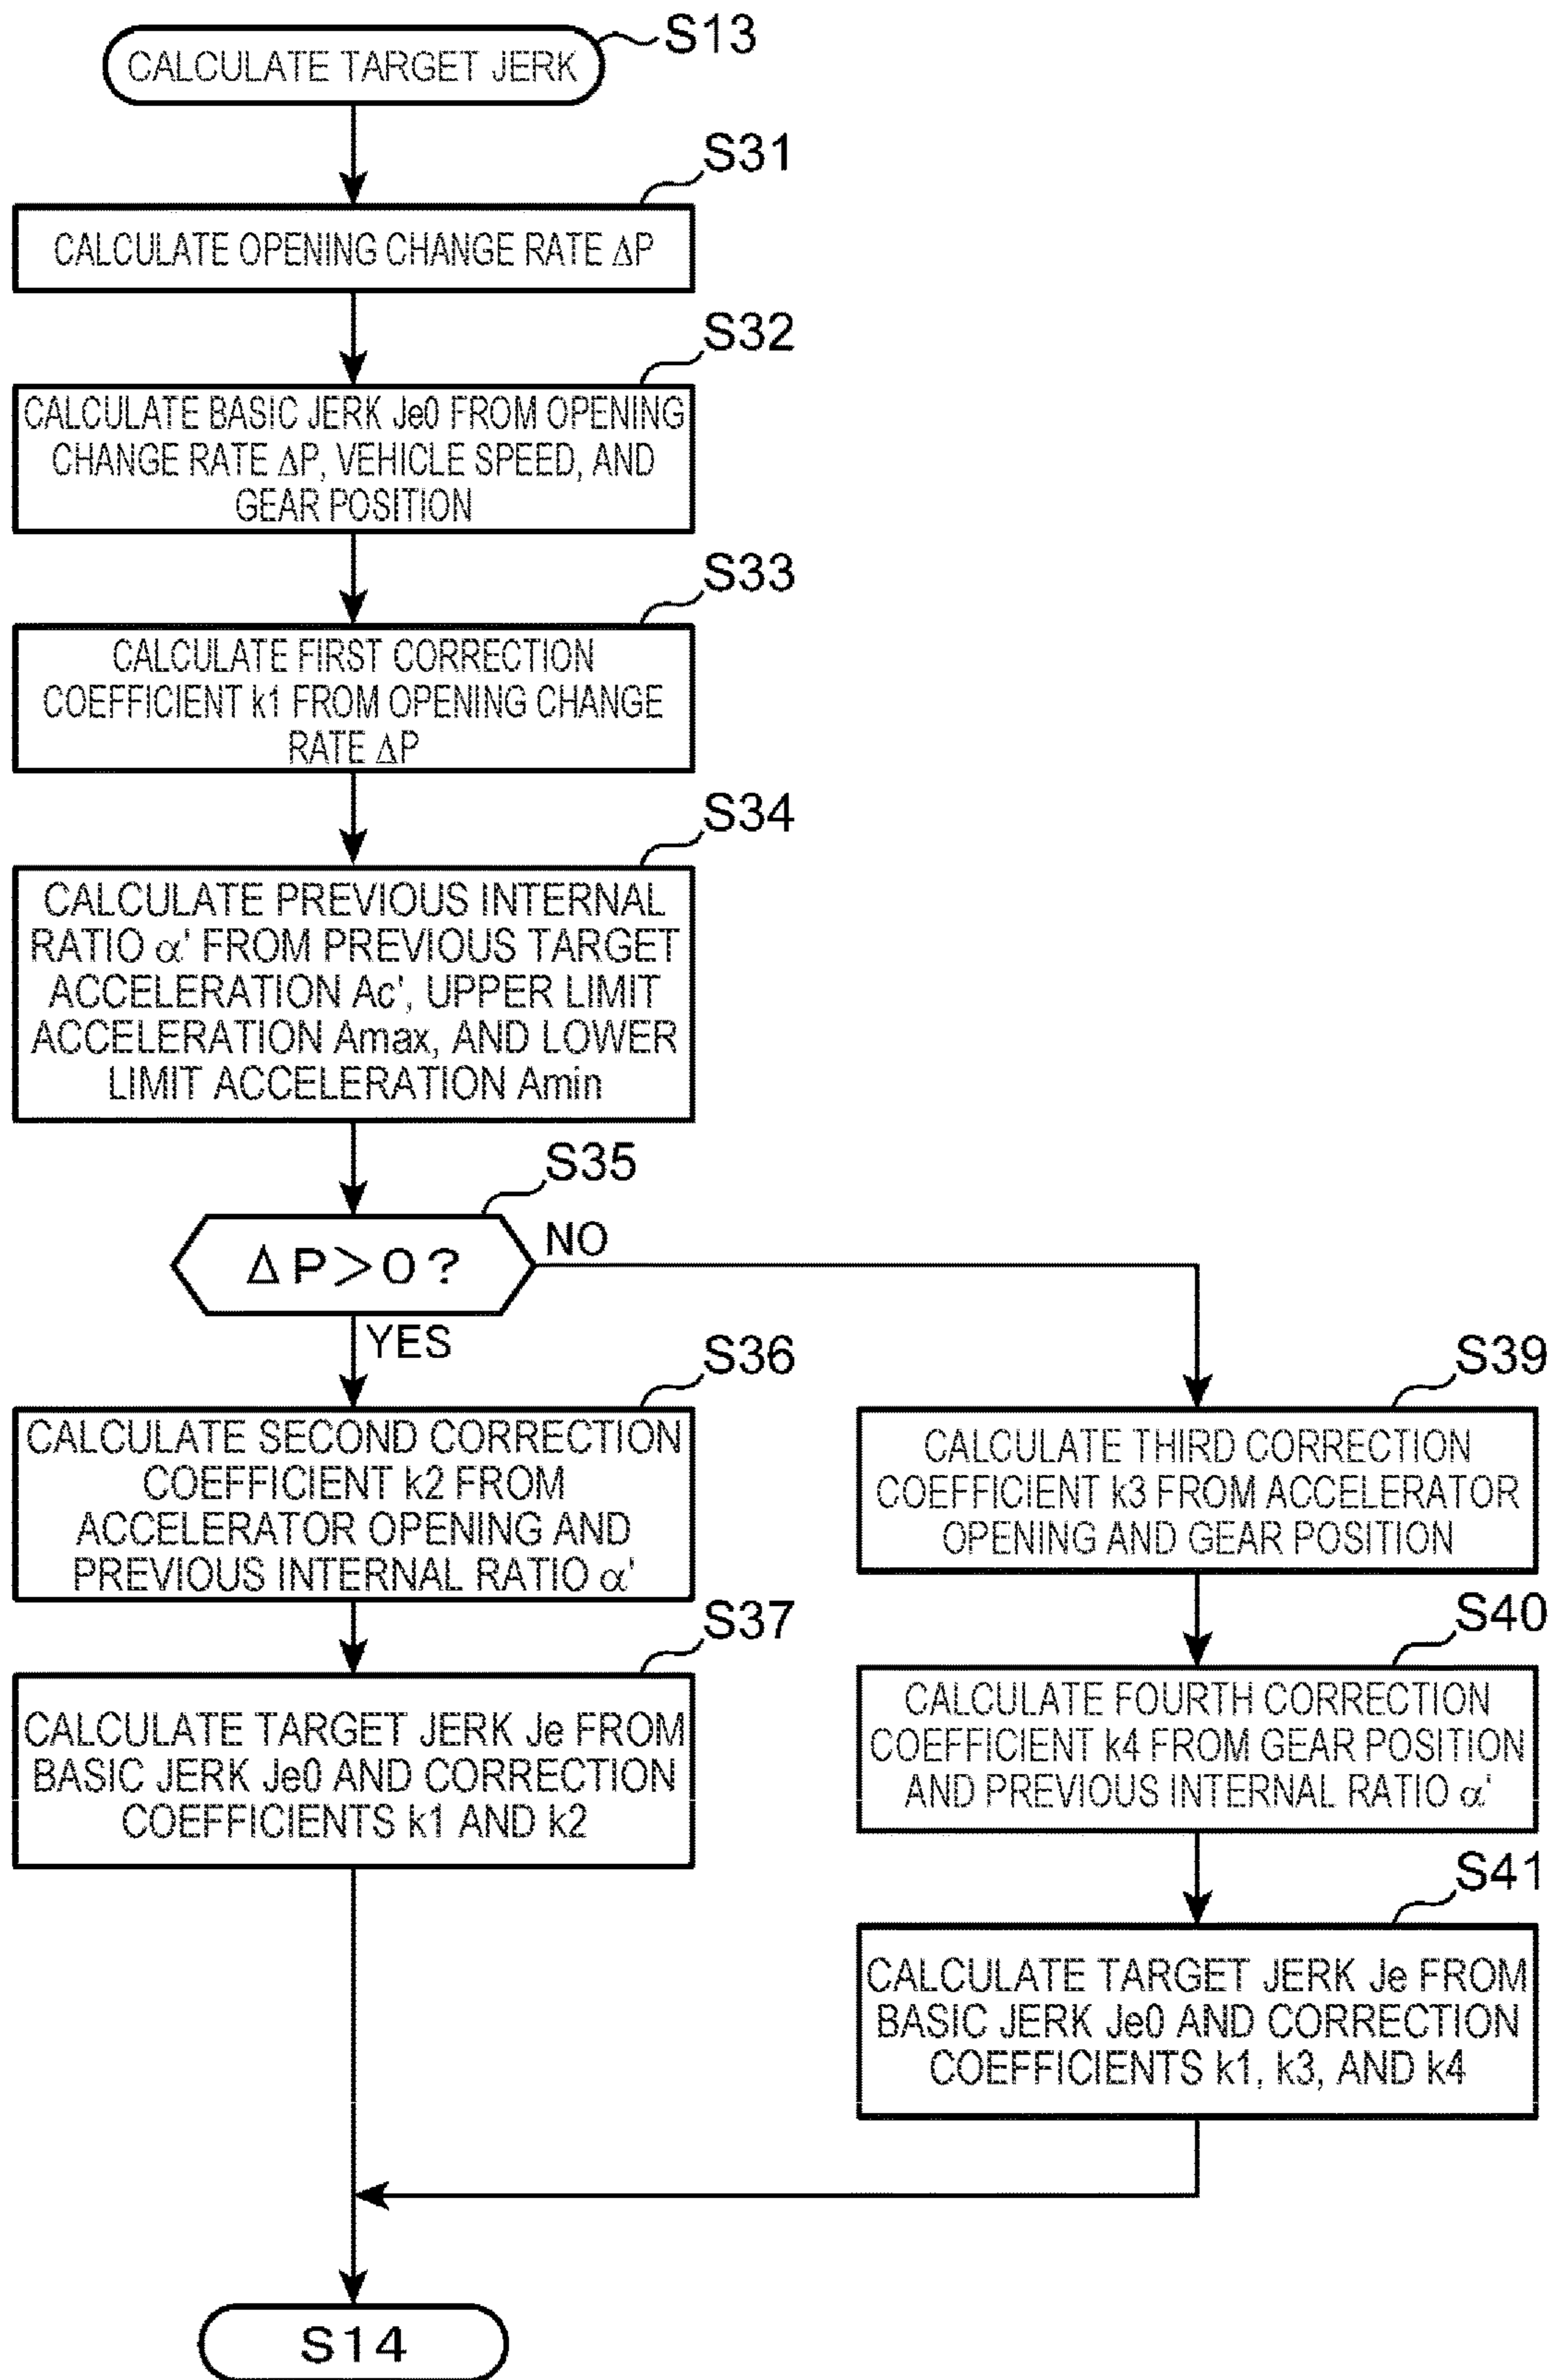 S13
CALCULATE TARGET JERK
S31
CALCULATE OPENING CHANGE RATE ΔP
S32
CALCULATE BASIC JERK Je0 FROM OPENING
CHANGE RATE ΔP, VEHICLE SPEED, AND
GEAR POSITION
S33
CALCULATE FIRST CORRECTION
COEFFICIENT k1 FROM OPENING CHANGE
RATE ΔP
S34
CALCULATE PREVIOUS INTERNAL
RATIO α' FROM PREVIOUS TARGET
ACCELERATION Ac', UPPER LIMIT
ACCELERATION Amax, AND LOWER
LIMIT ACCELERATION Amin
S35
ΔP>0?
NO
YES
S36
CALCULATE SECOND CORRECTION
COEFFICIENT k2 FROM
ACCELERATOR OPENING AND
PREVIOUS INTERNAL RATIO α'
S37
CALCULATE TARGET JERK Je FROM
BASIC JERK Je0 AND CORRECTION
COEFFICIENTS k1 AND k2
S39
CALCULATE THIRD CORRECTION
COEFFICIENT k3 FROM ACCELERATOR
OPENING AND GEAR POSITION
S40
CALCULATE FOURTH CORRECTION
COEFFICIENT k4 FROM GEAR POSITION
AND PREVIOUS INTERNAL RATIO α'
S41
CALCULATE TARGET JERK Je FROM
BASIC JERK Je0 AND CORRECTION
COEFFICIENTS k1, k3, AND k4
S14